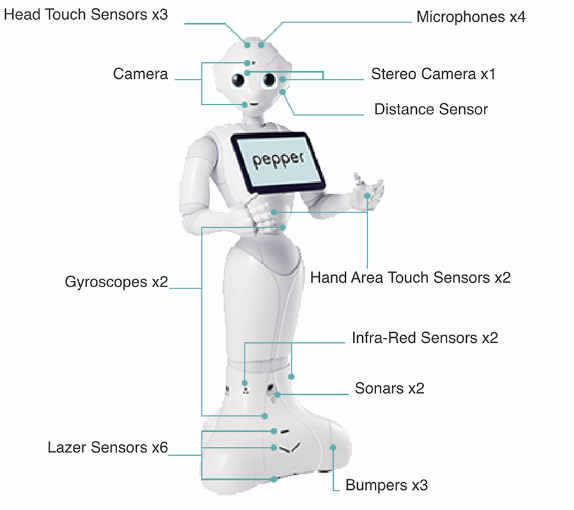 Head Touch Sensors x3
Microphones x4
Camera
Stereo Camera x1
Distance Sensor
pepper
Gyroscopes x2
Hand Area Touch Sensors x2
Infra-Red Sensors x2
Sonars x2
Lazer Sensors x6
Bumpers x3